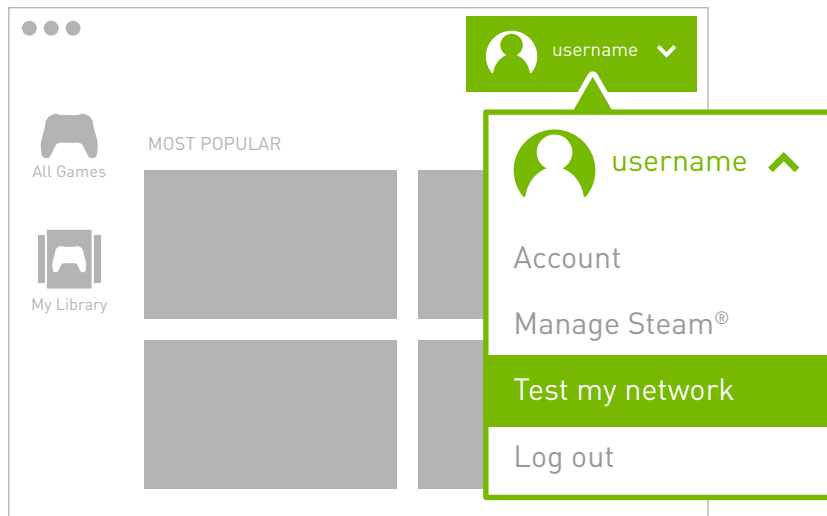 username
MOST POPULAR
All Games
My Library
username
Account
Manage Steam®
Test my network
Log out